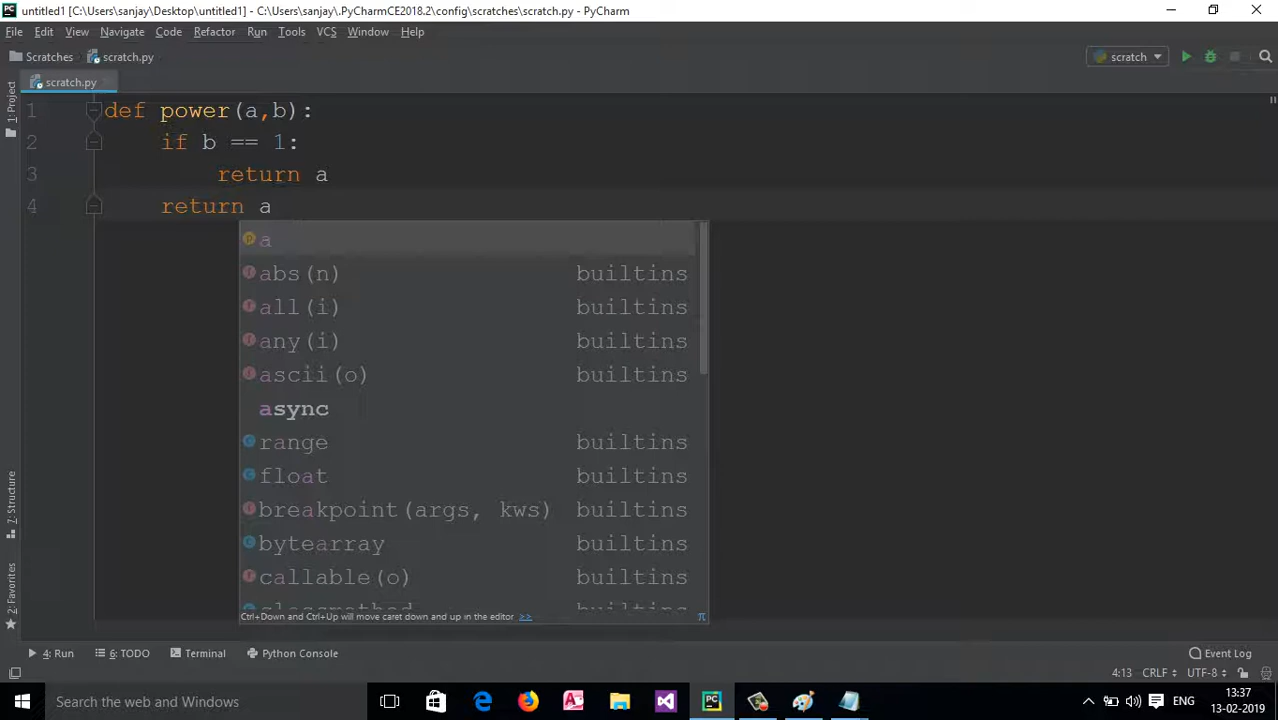 untitled1 [C:\Users\sanjay\Desktop\untitled1] - C:\Users\sanjay\.PyCharmCE2018.2\config\scratches\scratch.py - PyCharm
File Edit View Navigate Code Refactor Run Tools VCS Window Help
Scratches scratch.py scratch
scratch.py
1: Project
1 def power(a,b):
2 if b == 1:
3 return a
4 return a
a
abs(n) builtins
all(i) builtins
any(i) builtins
ascii(o) builtins
async
range builtins
float builtins
breakpoint(args, kws) builtins
bytearray builtins
callable(o) builtins
Ctrl+Down and Ctrl+Up will move caret down and up in the editor >> π
7: Structure
2: Favorites
4: Run 6: TODO Terminal Python Console Event Log
4:13 CRLF UTF-8
Search the web and Windows PC ENG 13:37
13-02-2019